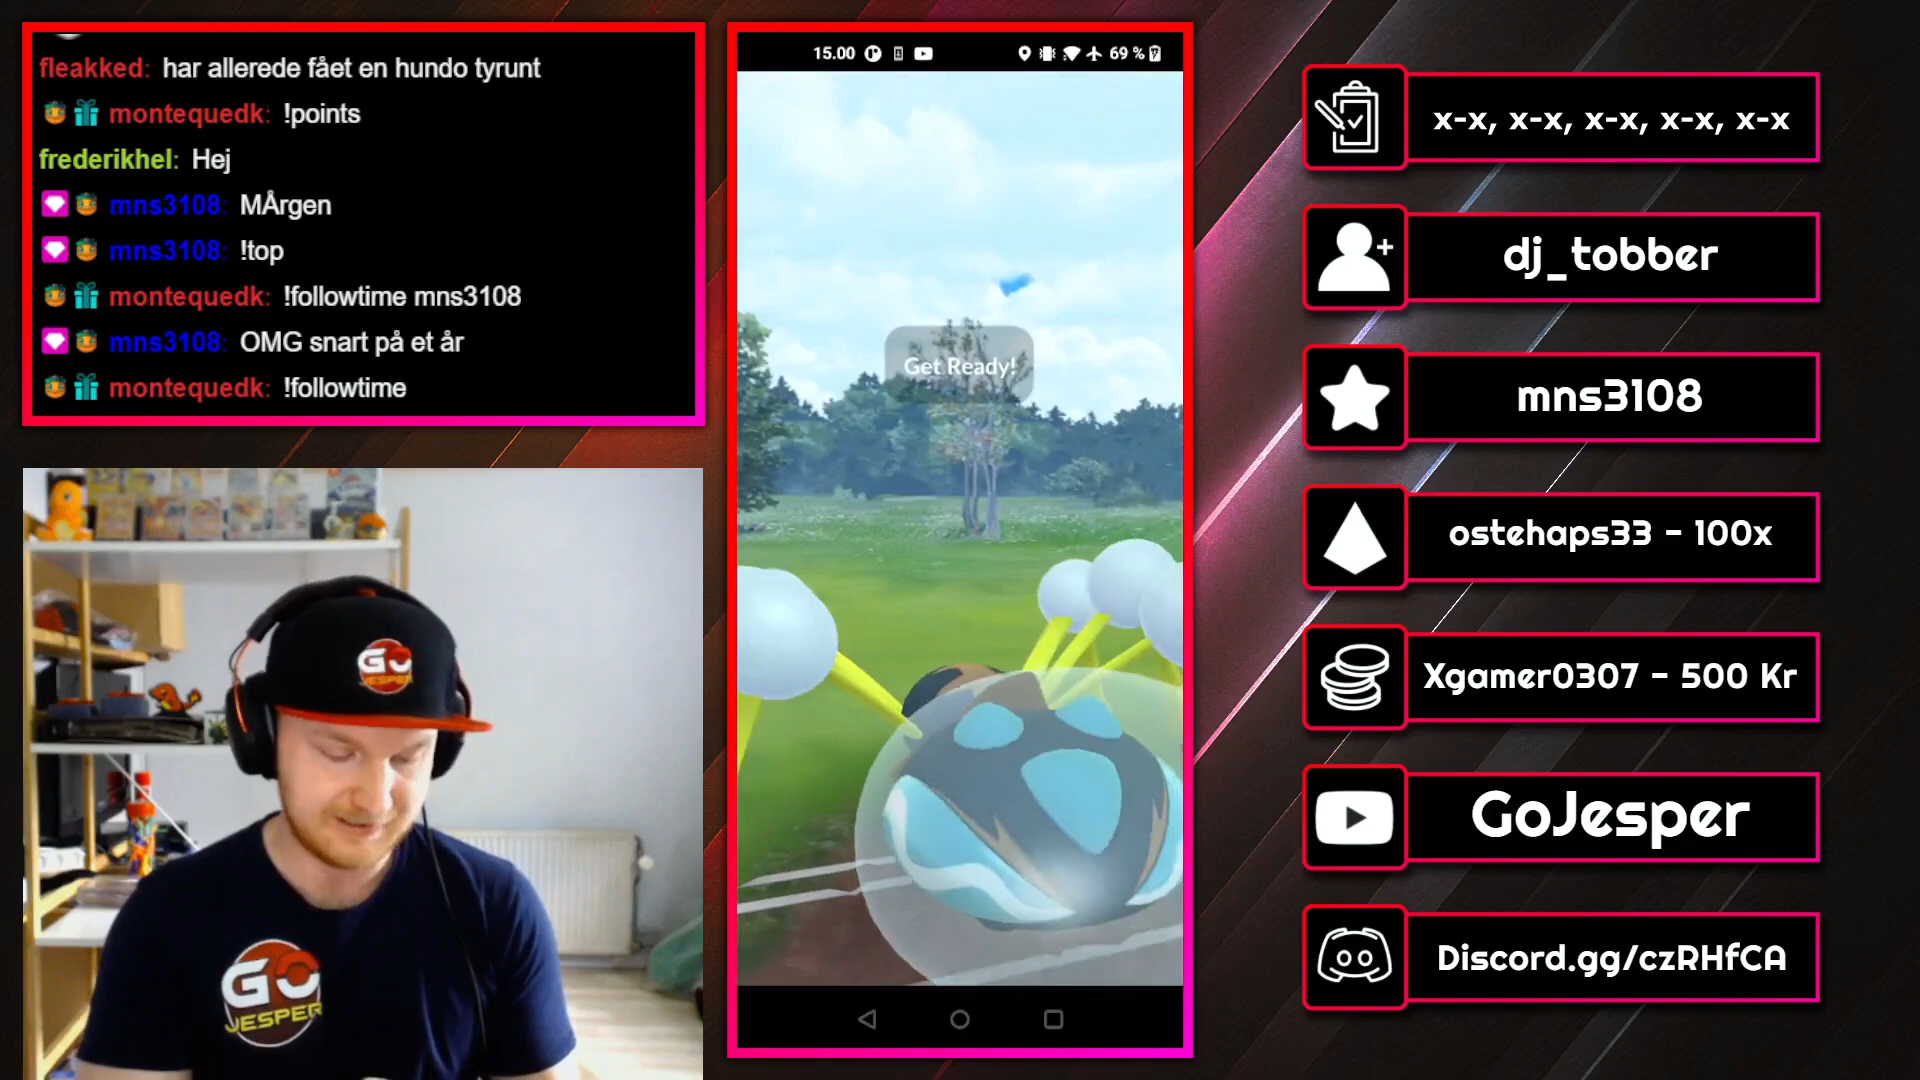 fleakked: har allerede fået en hundo tyrunt
montequedk: !points
frederikhel: Hej
mns3108: MÅrgen
mns3108: !top
montequedk: !followtime mns3108
mns3108: OMG snart på et år
montequedk: !followtime
15.00
69 %
Get Ready!
GO
JESPER
GO
JESPER
x-x, x-x, x-x, x-x, x-x
dj_tobber
mns3108
ostehaps33 - 100x
Xgamer0307 - 500 Kr
GoJesper
Discord.gg/czRHfCA